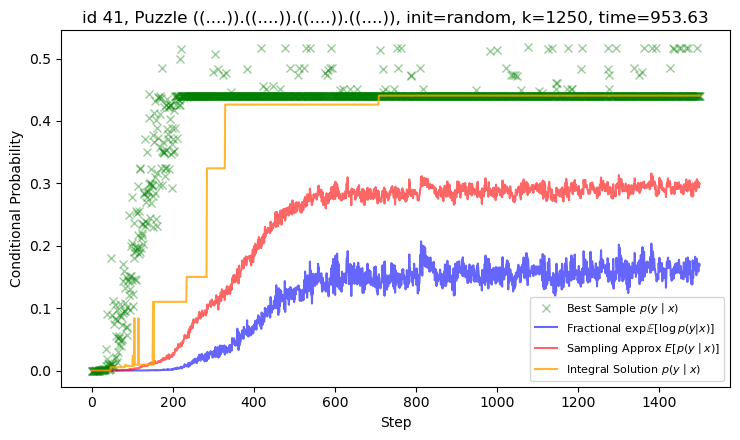 id 41, Puzzle ((....)).((....)).((....)).((....)), init=random, k=1250, time=953.63
0.5
0.4
0.3
0.2
0.1
0.0
Conditional Probability
Best Sample p(y | x)
Fractional exp𝔼[log p(y|x)]
Sampling Approx E[p(y | x)]
Integral Solution p(y | x)
0 200 400 600 800 1000 1200 1400
Step